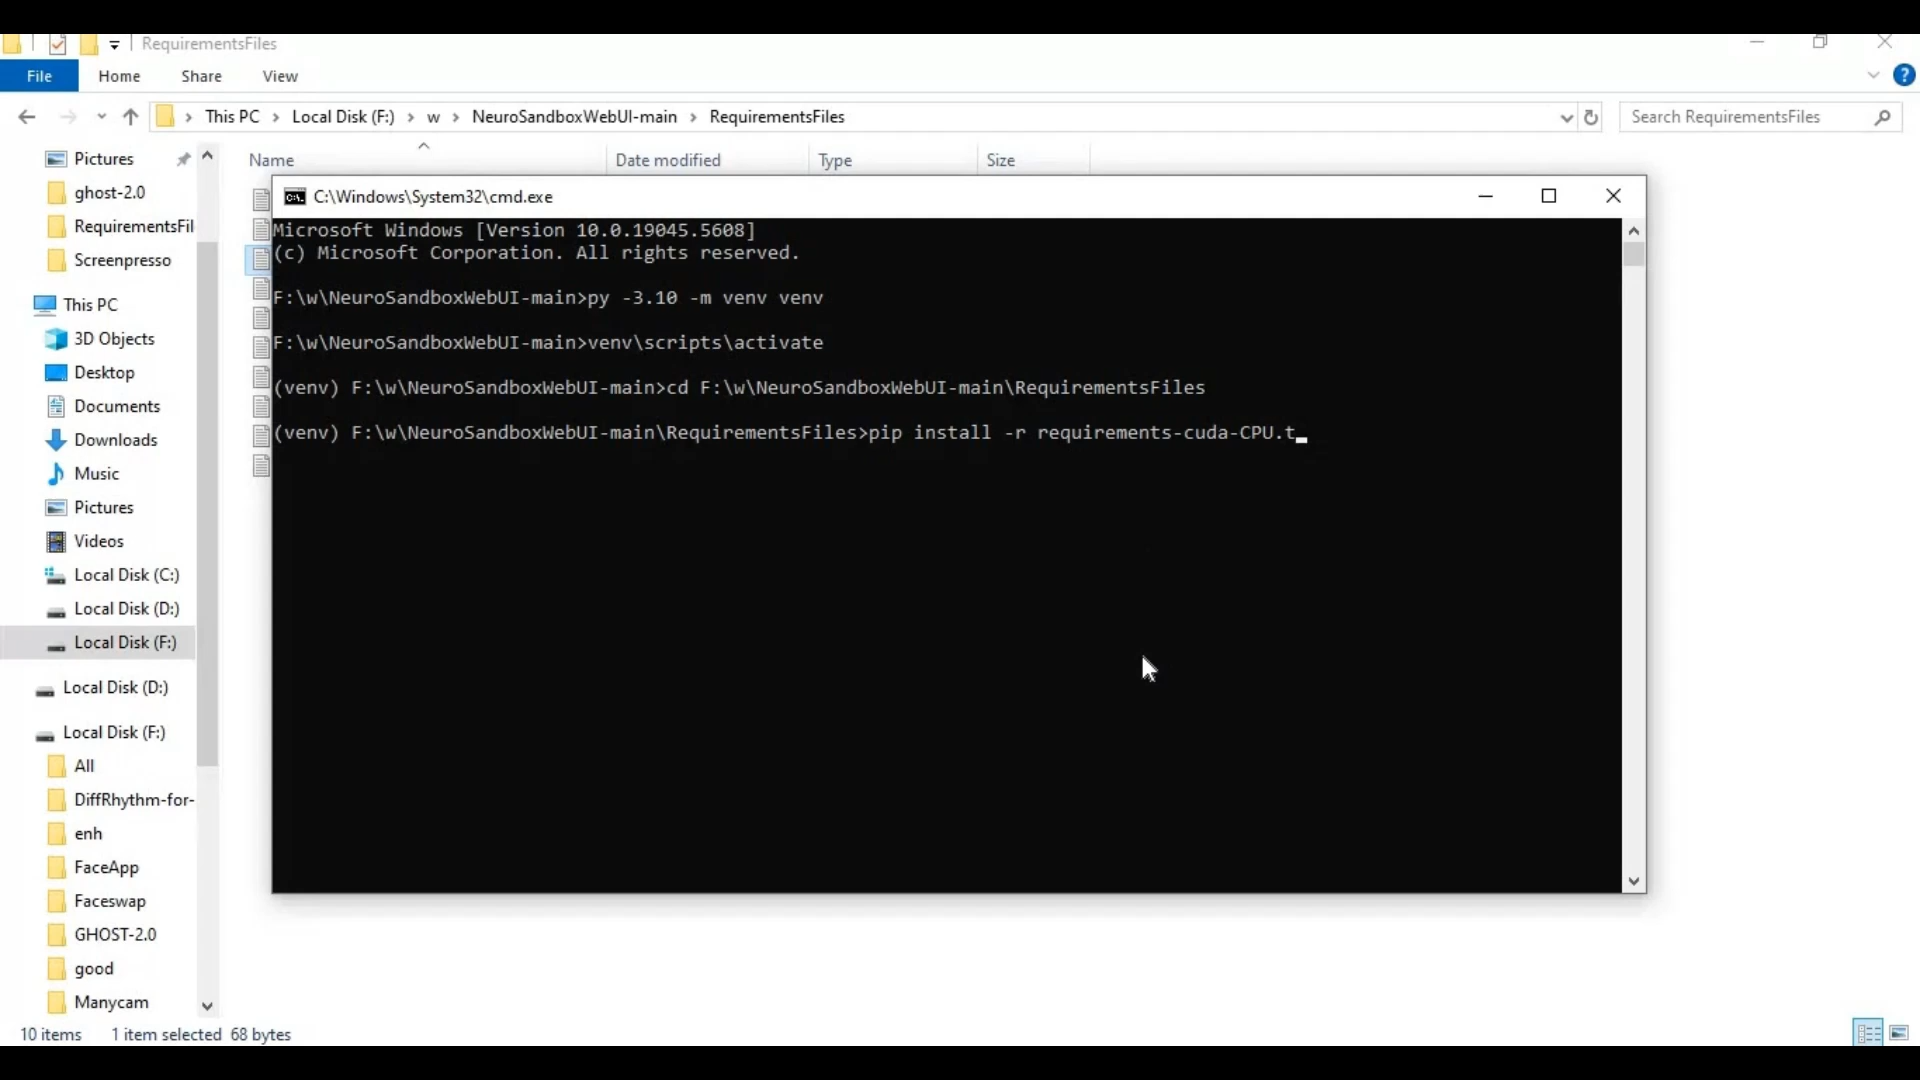 RequirementsFiles
File Home Share View
This PC Local Disk (F:) w NeuroSandboxWebUI-main RequirementsFiles
Search RequirementsFiles
Name Date modified Type Size
Pictures
ghost-2.0
RequirementsFil
Screenpresso
This PC
3D Objects
Desktop
Documents
Downloads
Music
Pictures
Videos
Local Disk (C:)
Local Disk (D:)
Local Disk (F:)
Local Disk (D:)
Local Disk (F:)
All
DiffRhythm-for-
enh
FaceApp
Faceswap
GHOST-2.0
good
Manycam
C:\Windows\System32\cmd.exe
Microsoft Windows [Version 10.0.19045.5608]
(c) Microsoft Corporation. All rights reserved.
F:\w\NeuroSandboxWebUI-main>py -3.10 -m venv venv
F:\w\NeuroSandboxWebUI-main>venv\scripts\activate
(venv) F:\w\NeuroSandboxWebUI-main>cd F:\w\NeuroSandboxWebUI-main\RequirementsFiles
(venv) F:\w\NeuroSandboxWebUI-main\RequirementsFiles>pip install -r requirements-cuda-CPU.t
10 items 1 item selected 68 bytes